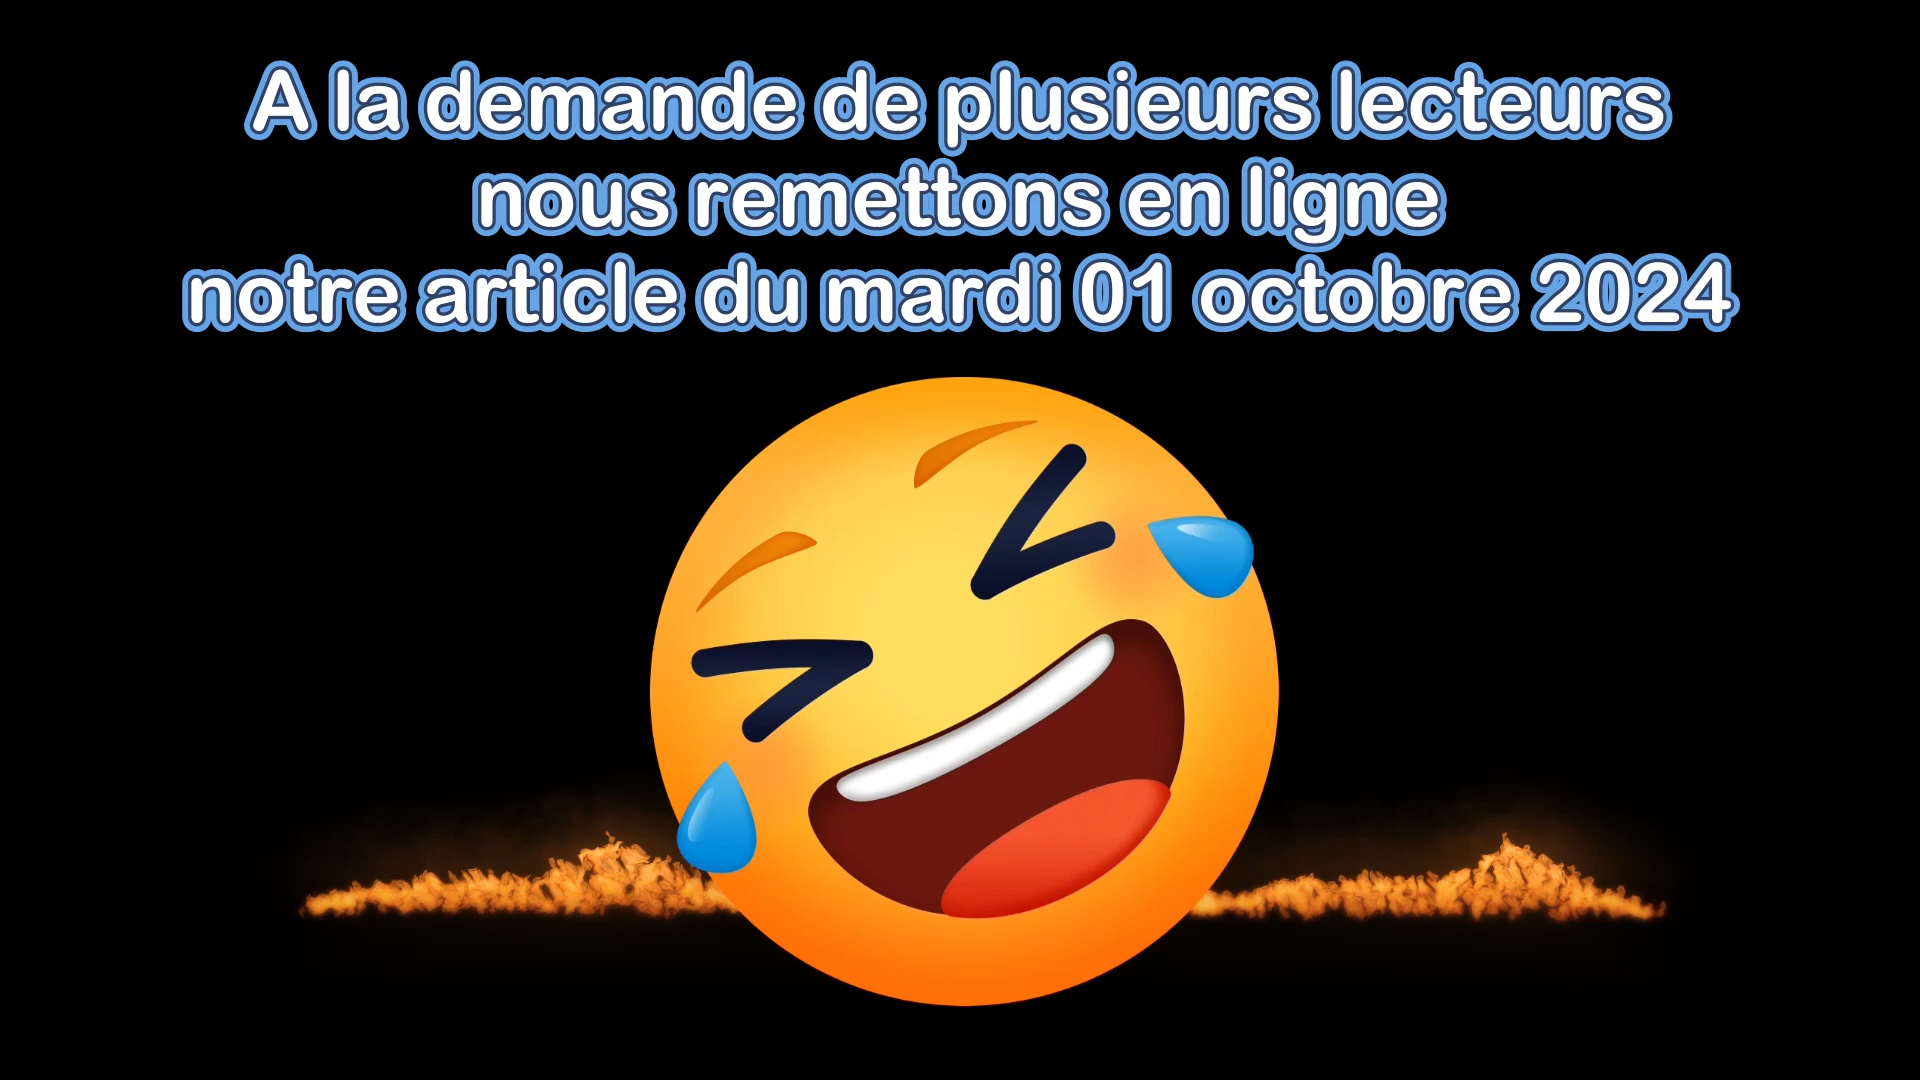 A la demande de plusieurs lecteurs
nous remettons en ligne
notre article du mardi 01 octobre 2024